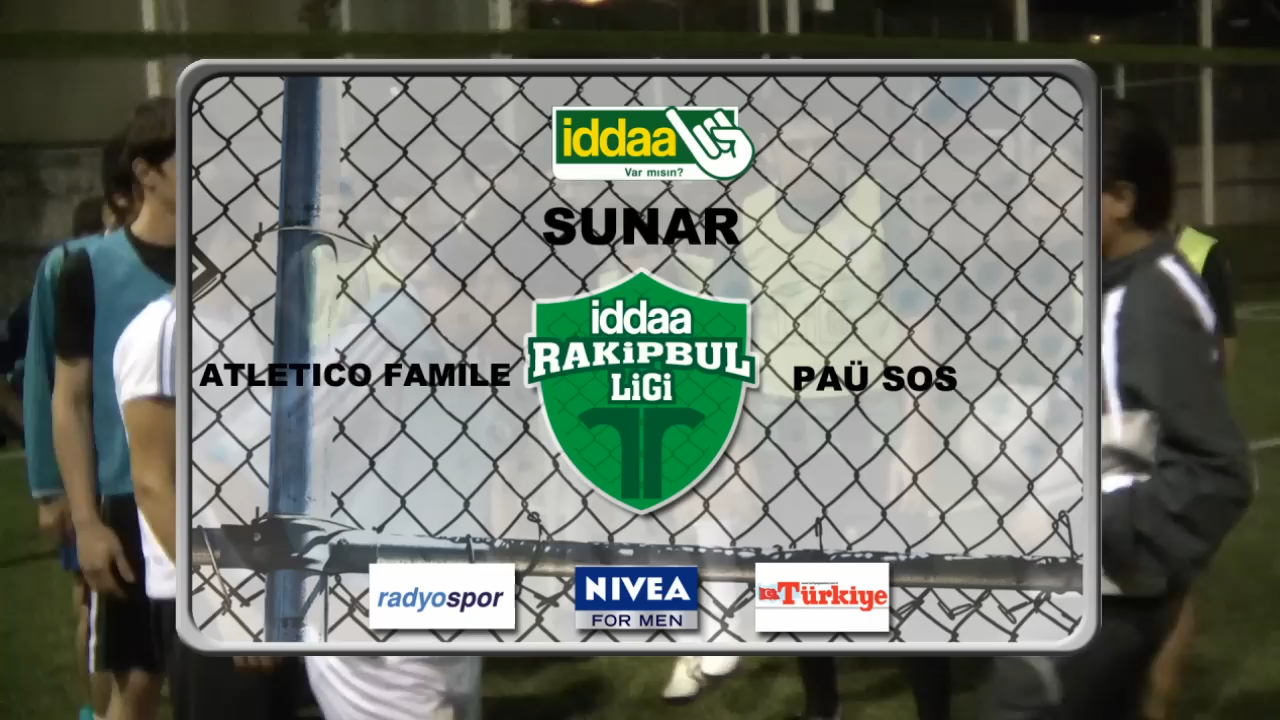 iddaa
Var mısın?
SUNAR
iddaa
RAKiPBUL
LiGi
ATLETICO FAMILE
PAÜ SOS
radyospor
NIVEA
FOR MEN
Türkiye